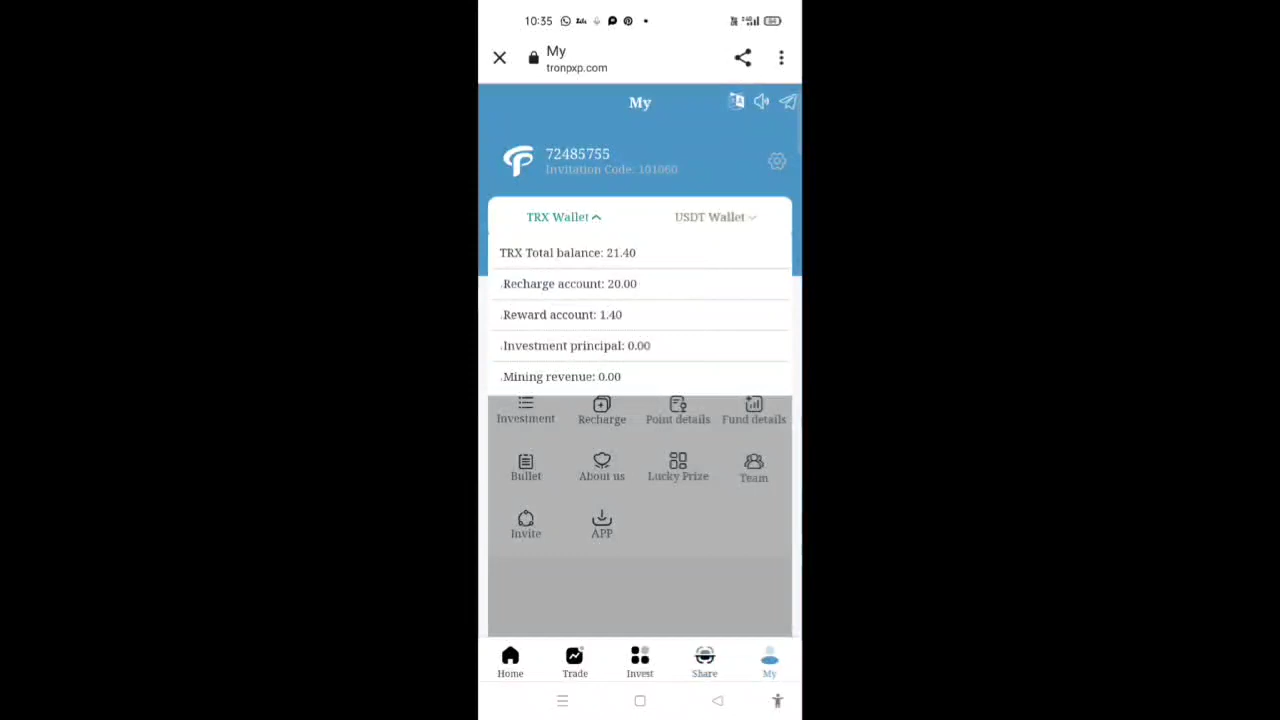 10:35
My
tronpxp.com
My
72485755
Invitation Code: 101060
TRX Wallet
USDT Wallet
TRX Total balance: 21.40
.Recharge account: 20.00
.Reward account: 1.40
.Investment principal: 0.00
.Mining revenue: 0.00
Investment
Recharge
Point details
Fund details
Bullet
About us
Lucky Prize
Team
Invite
APP
Home
Trade
Invest
Share
My